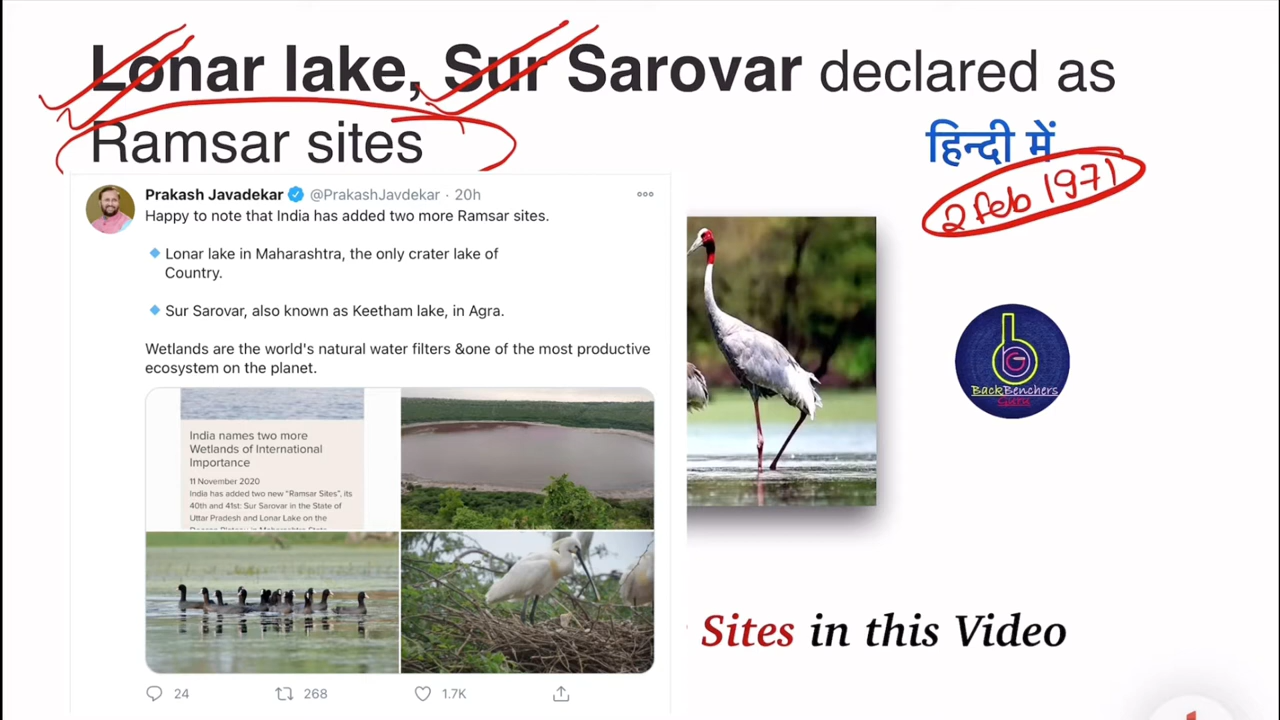 Lonar lake, Sur Sarovar declared as
Ramsar sites
हिन्दी में
2 Feb 1971
Prakash Javadekar @PrakashJavdekar · 20h
Happy to note that India has added two more Ramsar sites.
Lonar lake in Maharashtra, the only crater lake of
Country.
Sur Sarovar, also known as Keetham lake, in Agra.
Wetlands are the world's natural water filters &one of the most productive
ecosystem on the planet.
India names two more
Wetlands of International
Importance
11 November 2020
India has added two new "Ramsar Sites", its
40th and 41st: Sur Sarovar in the State of
Uttar Pradesh and Lonar Lake on the
24 268 1.7K
BackBenchers
Guru
Sites in this Video